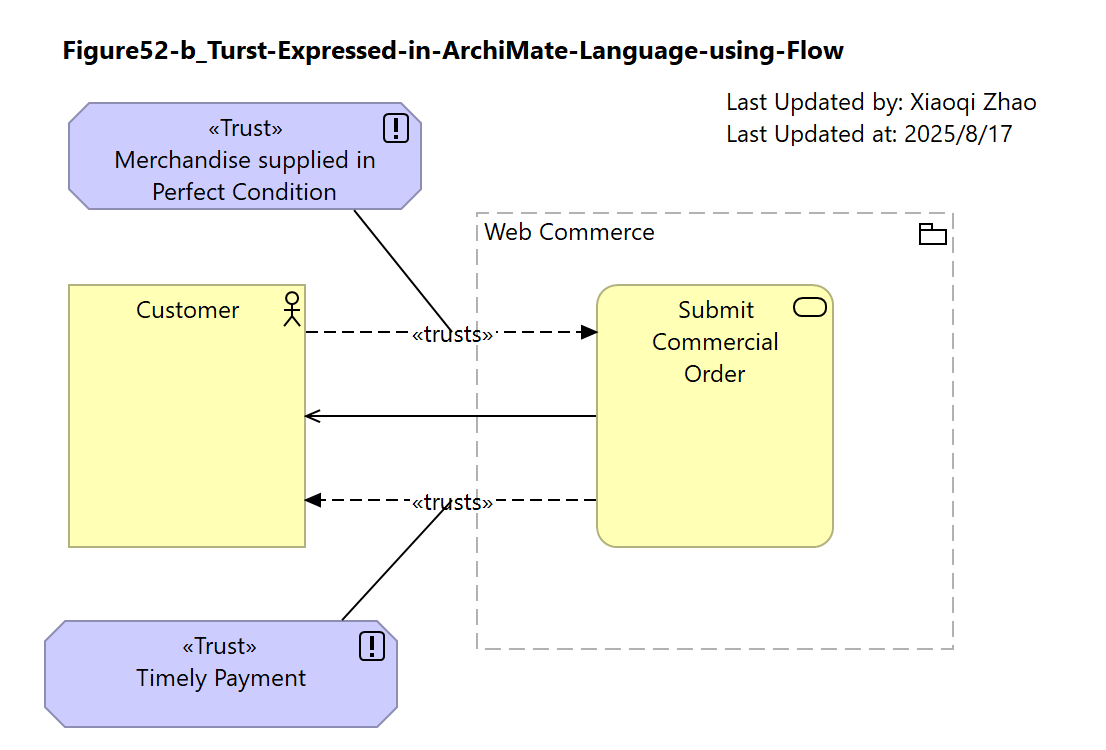 Figure52-b_Turst-Expressed-in-ArchiMate-Language-using-Flow
Last Updated by: Xiaoqi Zhao
Last Updated at: 2025/8/17
«Trust»
Merchandise supplied in
Perfect Condition
Web Commerce
Customer
Submit
Commercial
Order
«trusts»
«trusts»
«Trust»
Timely Payment